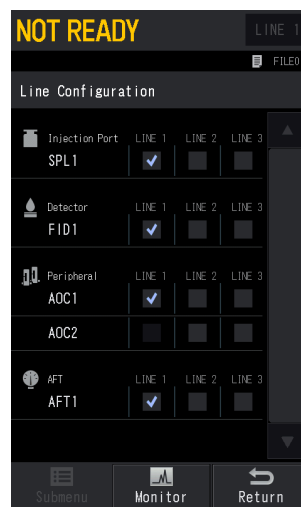 NOT READY LINE 1
FILE0
Line Configuration
Injection Port LINE 1 LINE 2 LINE 3
SPL1
Detector LINE 1 LINE 2 LINE 3
FID1
Peripheral LINE 1 LINE 2 LINE 3
AOC1
AOC2
AFT LINE 1 LINE 2 LINE 3
AFT1
Submenu Monitor Return